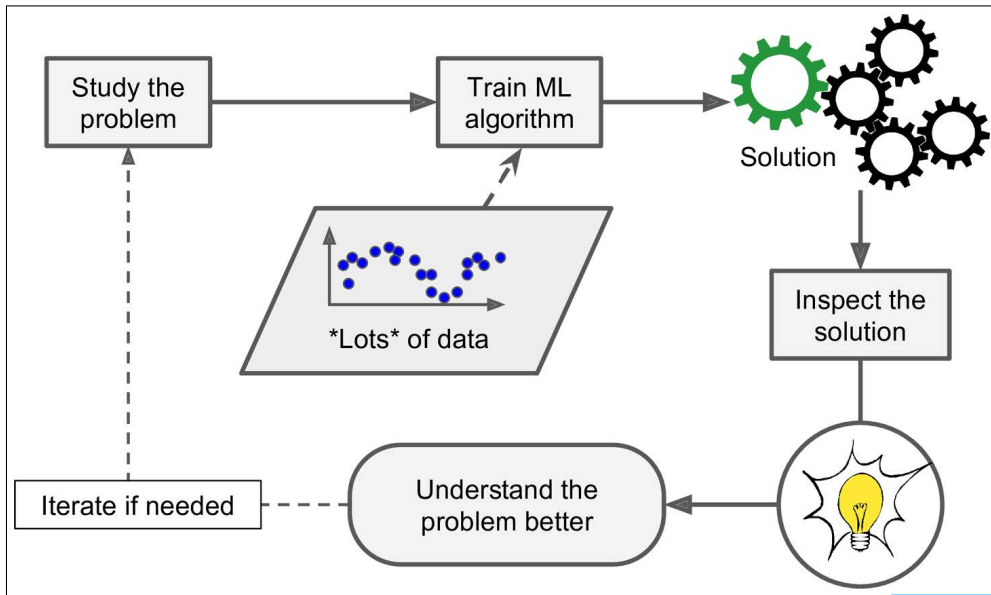 Study the
problem
Train ML
algorithm
Solution
*Lots* of data
Inspect the
solution
Understand the
problem better
Iterate if needed